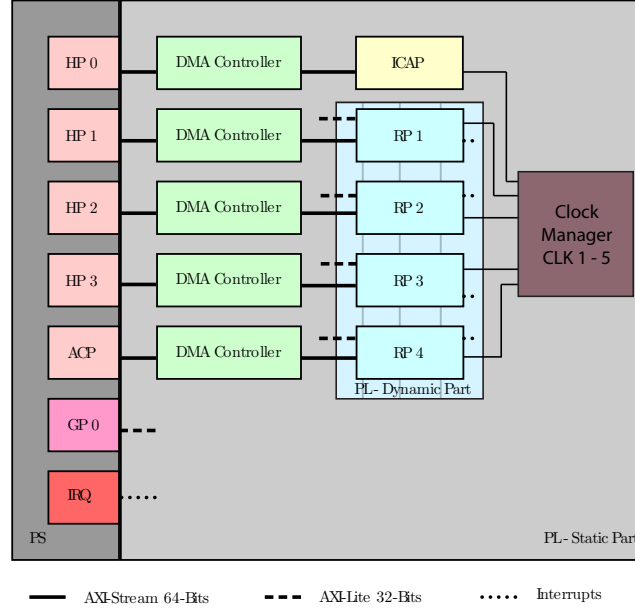 HP 0
DMA Controller
ICAP
HP 1
DMA Controller
RP 1
HP 2
DMA Controller
RP 2
Clock
Manager
CLK 1 - 5
HP 3
DMA Controller
RP 3
ACP
DMA Controller
RP 4
PL- Dynamic Part
GP 0
IRQ
PS
PL- Static Part
AXI-Stream 64-Bits
AXI-Lite 32-Bits
Interrupts